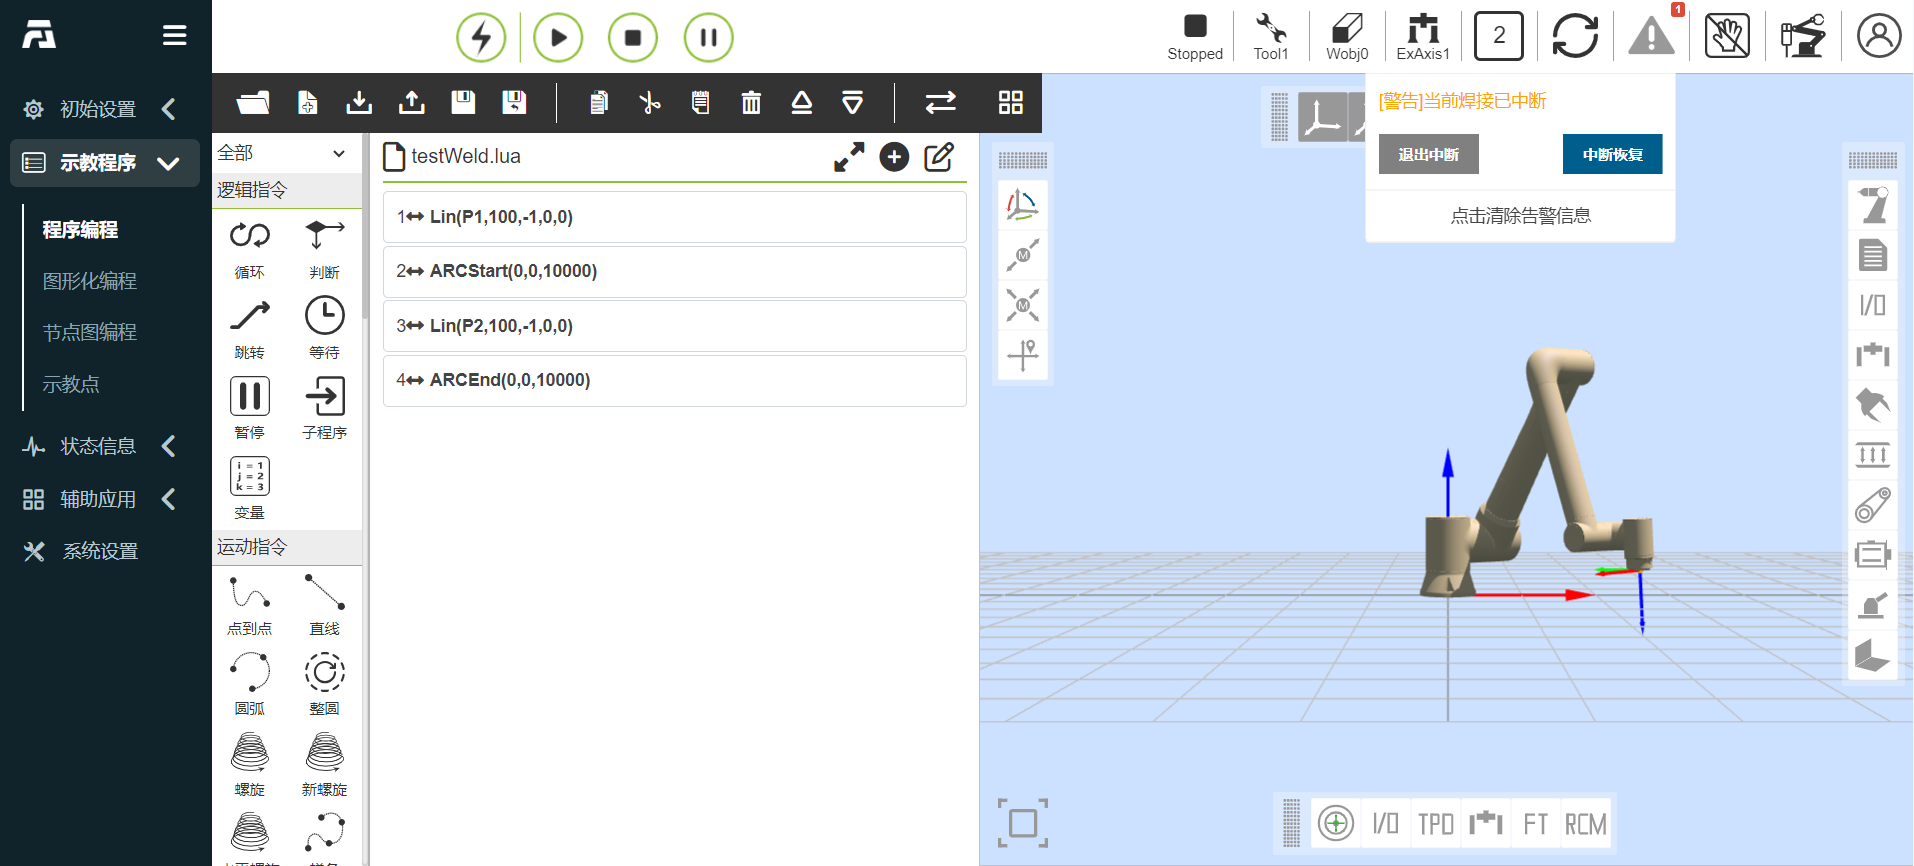 Stopped
Tool1
Wobj0
ExAxis1
2
1
初始设置
示教程序
程序编程
图形化编程
节点图编程
示教点
状态信息
辅助应用
系统设置
全部
逻辑指令
循环
判断
跳转
等待
暂停
子程序
i = 1
j = 2
k = 3
变量
运动指令
点到点
直线
圆弧
整圆
螺旋
新螺旋
testWeld.lua
1 Lin(P1,100,-1,0,0)
2 ARCStart(0,0,10000)
3 Lin(P2,100,-1,0,0)
4 ARCEnd(0,0,10000)
[警告]当前焊接已中断
退出中断 中断恢复
点击清除告警信息
M
M
I/O
I/O TPD FT RCM